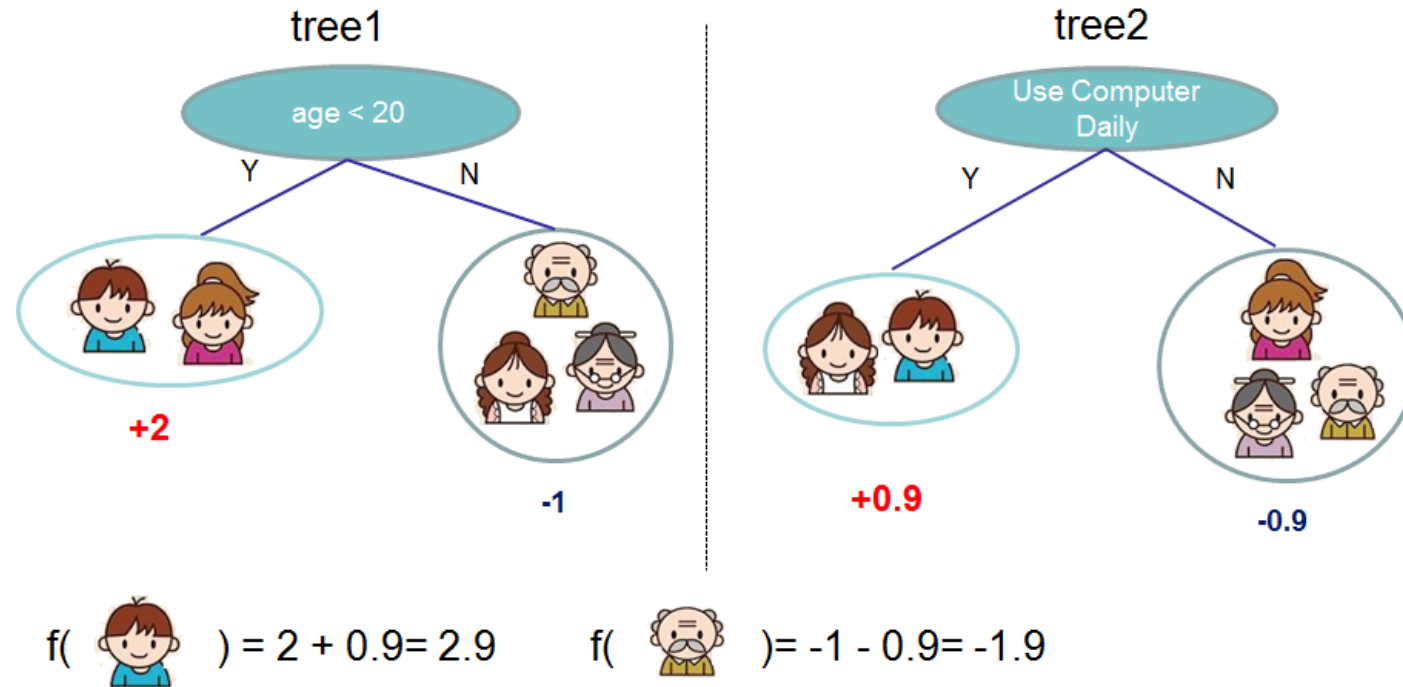 tree1
age < 20
Y
N
+2
-1
tree2
Use Computer
Daily
Y
N
+0.9
-0.9
f( ) = 2 + 0.9= 2.9
f( )= -1 - 0.9= -1.9